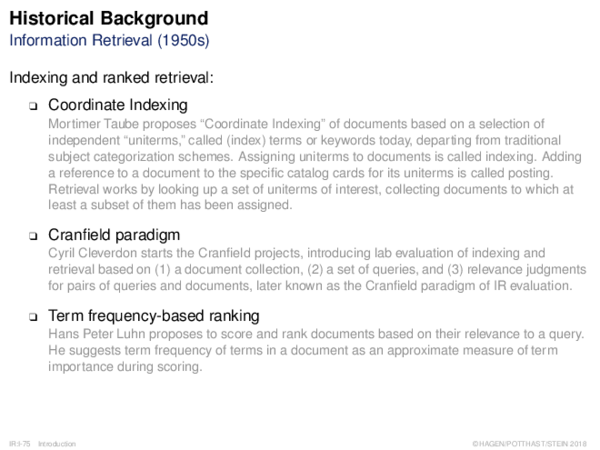 Historical Background
Information Retrieval (1950s)
Indexing and ranked retrieval:
❑ Coordinate Indexing
Mortimer Taube proposes “Coordinate Indexing” of documents based on a selection of
independent “uniterms,” called (index) terms or keywords today, departing from traditional
subject categorization schemes. Assigning uniterms to documents is called indexing. Adding
a reference to a document to the specific catalog cards for its uniterms is called posting.
Retrieval works by looking up a set of uniterms of interest, collecting documents to which at
least a subset of them has been assigned.
❑ Cranfield paradigm
Cyril Cleverdon starts the Cranfield projects, introducing lab evaluation of indexing and
retrieval based on (1) a document collection, (2) a set of queries, and (3) relevance judgments
for pairs of queries and documents, later known as the Cranfield paradigm of IR evaluation.
❑ Term frequency-based ranking
Hans Peter Luhn proposes to score and rank documents based on their relevance to a query.
He suggests term frequency of terms in a document as an approximate measure of term
importance during scoring.
IR:I-75 Introduction ©HAGEN/POTTHAST/STEIN 2018